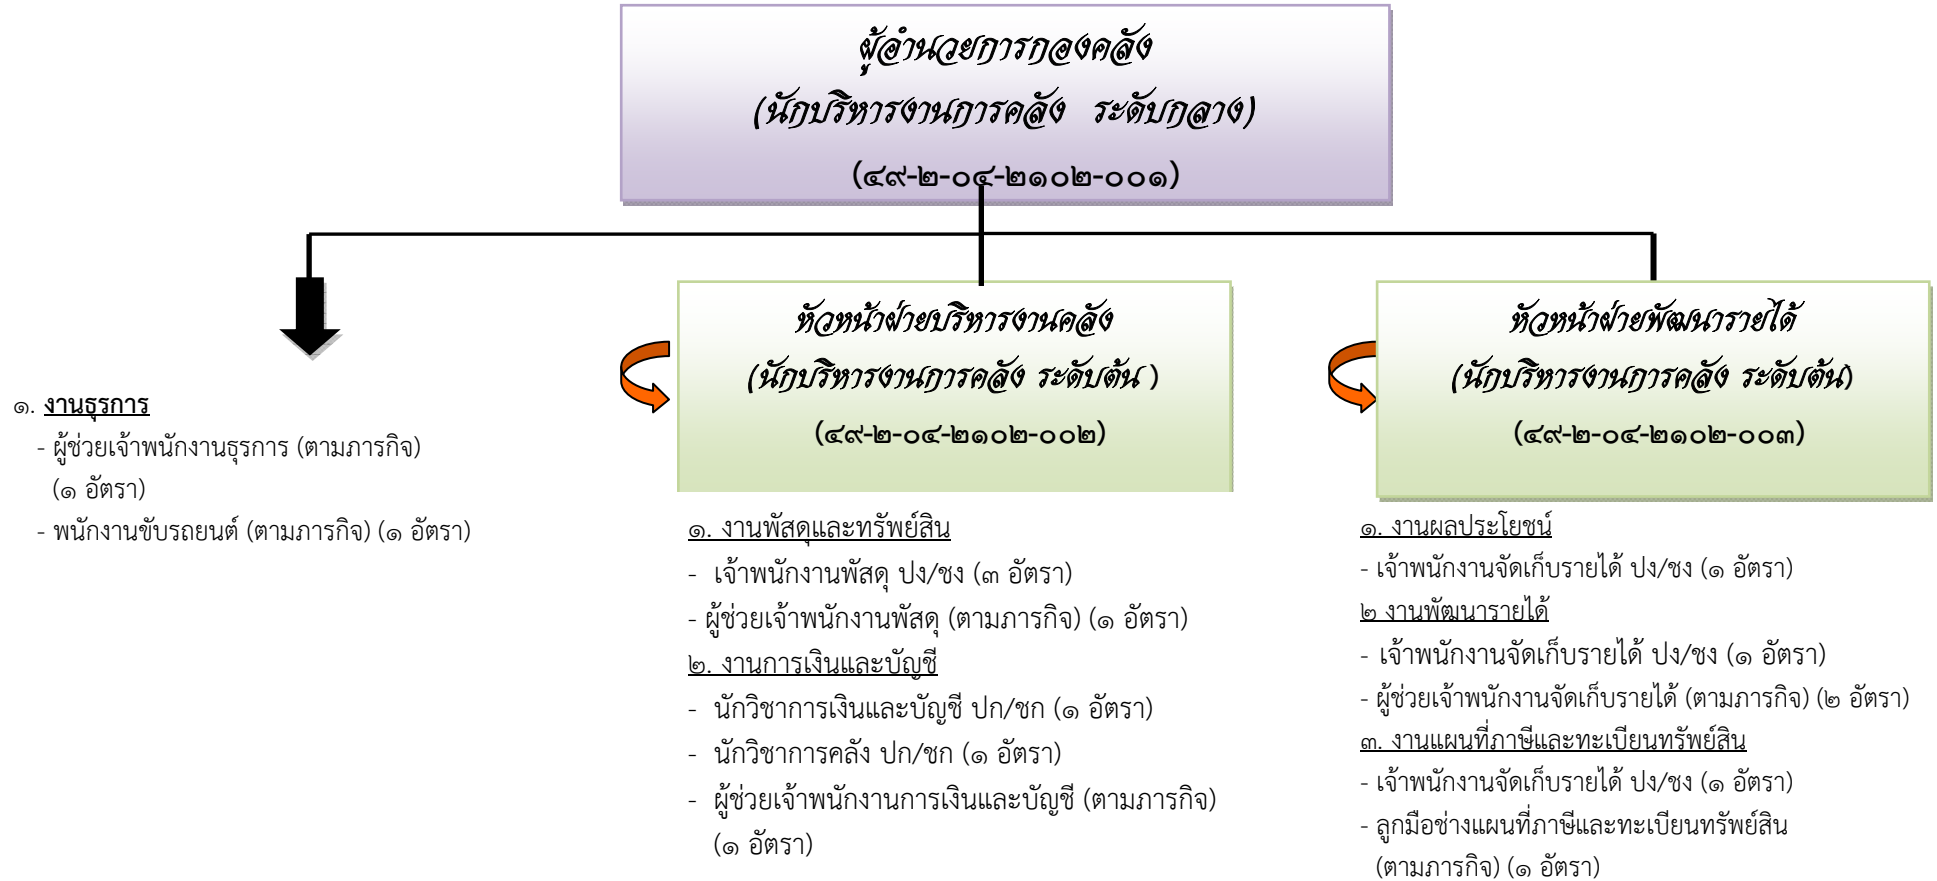 ผู้อำนวยการกองคลัง
(นักบริหารงานการคลัง ระดับกลาง)
(๔๙-๒-๐๔-๒๑๐๒-๐๐๑)
๑. งานธุรการ
- ผู้ช่วยเจ้าพนักงานธุรการ (ตามภารกิจ)
(๑ อัตรา)
- พนักงานขับรถยนต์ (ตามภารกิจ) (๑ อัตรา)
หัวหน้าฝ่ายบริหารงานคลัง
(นักบริหารงานการคลัง ระดับต้น )
(๔๙-๒-๐๔-๒๑๐๒-๐๐๒)
๑. งานพัสดุและทรัพย์สิน
- เจ้าพนักงานพัสดุ ปง/ชง (๓ อัตรา)
- ผู้ช่วยเจ้าพนักงานพัสดุ (ตามภารกิจ) (๑ อัตรา)
๒. งานการเงินและบัญชี
- นักวิชาการเงินและบัญชี ปก/ชก (๑ อัตรา)
- นักวิชาการคลัง ปก/ชก (๑ อัตรา)
- ผู้ช่วยเจ้าพนักงานการเงินและบัญชี (ตามภารกิจ)
(๑ อัตรา)
หัวหน้าฝ่ายพัฒนารายได้
(นักบริหารงานการคลัง ระดับต้น)
(๔๙-๒-๐๔-๒๑๐๒-๐๐๓)
๑. งานผลประโยชน์
- เจ้าพนักงานจัดเก็บรายได้ ปง/ชง (๑ อัตรา)
๒ งานพัฒนารายได้
- เจ้าพนักงานจัดเก็บรายได้ ปง/ชง (๑ อัตรา)
- ผู้ช่วยเจ้าพนักงานจัดเก็บรายได้ (ตามภารกิจ) (๒ อัตรา)
๓. งานแผนที่ภาษีและทะเบียนทรัพย์สิน
- เจ้าพนักงานจัดเก็บรายได้ ปง/ชง (๑ อัตรา)
- ลูกมือช่างแผนที่ภาษีและทะเบียนทรัพย์สิน
(ตามภารกิจ) (๑ อัตรา)